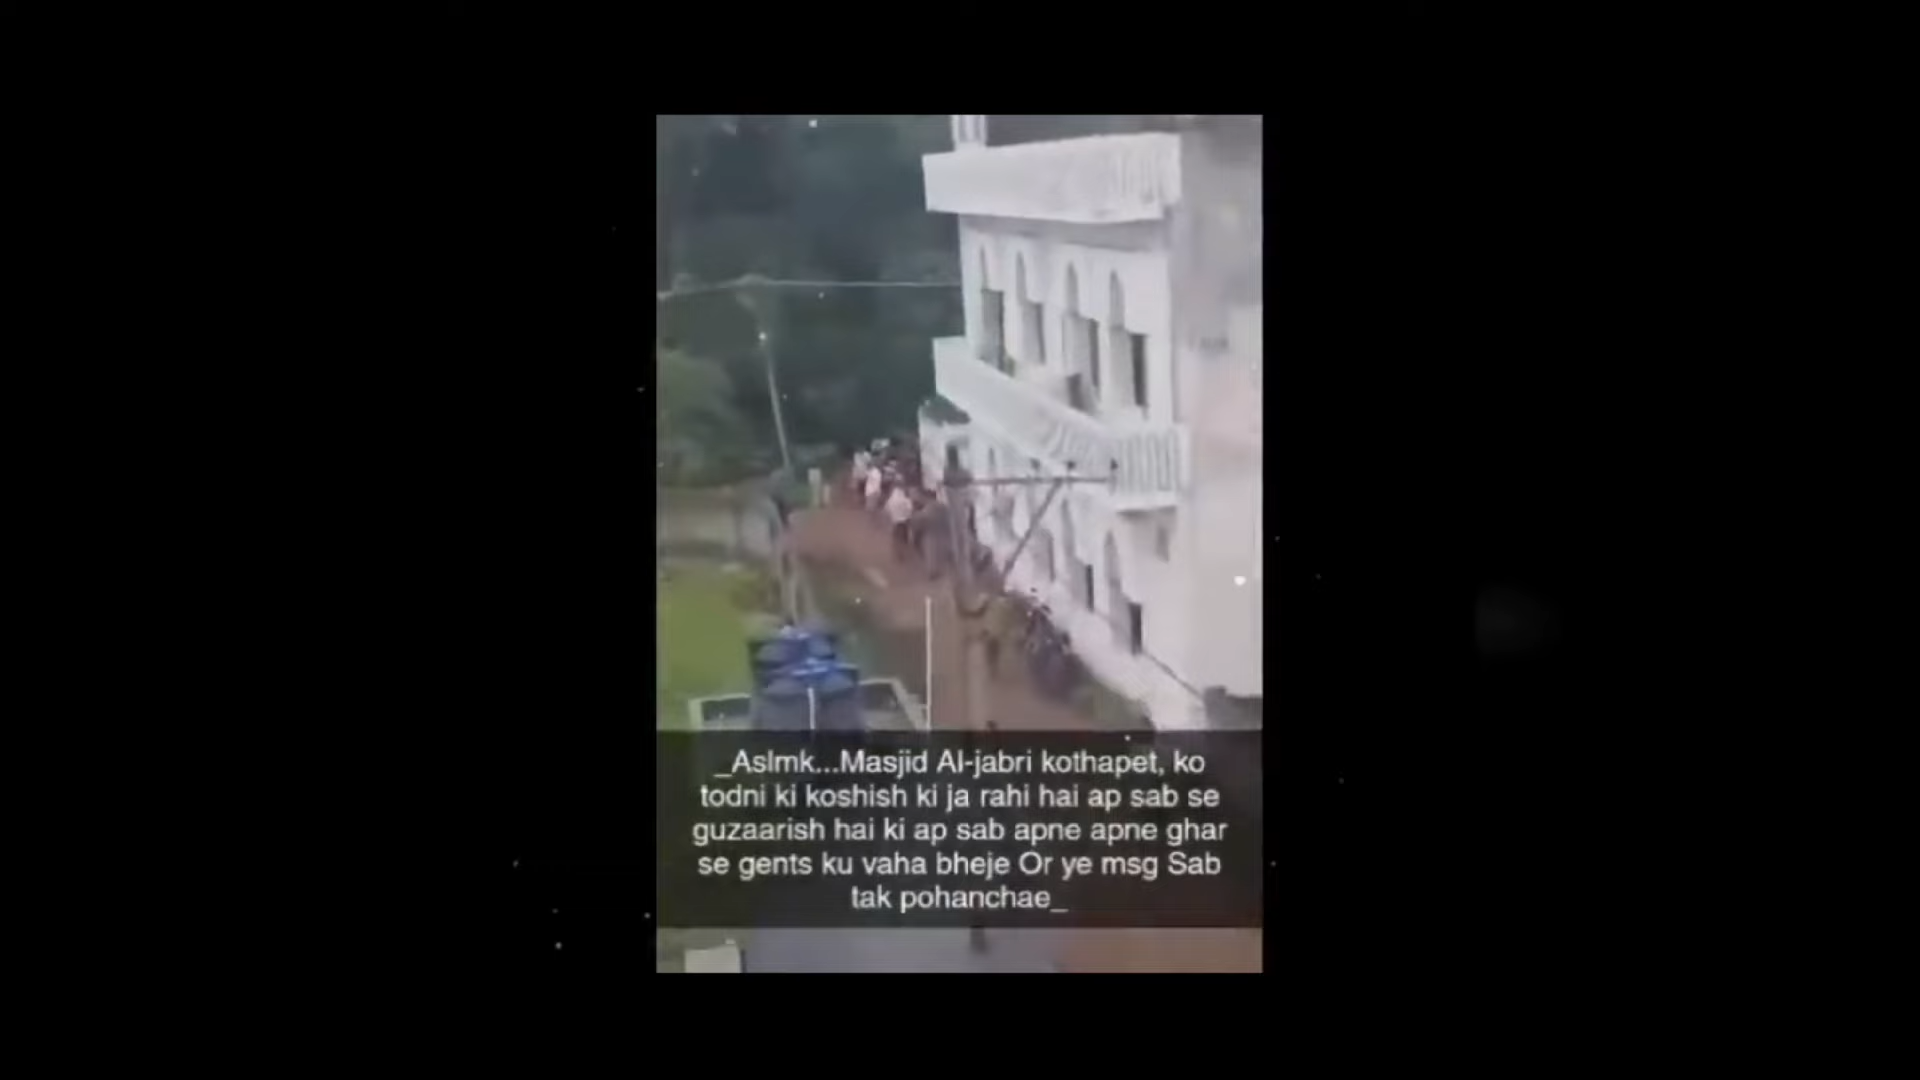 _Aslmk...Masjid Al-jabri kothapet, ko
todni ki koshish ki ja rahi hai ap sab se
guzaarish hai ki ap sab apne apne ghar
se gents ku vaha bheje Or ye msg Sab
tak pohanchae_